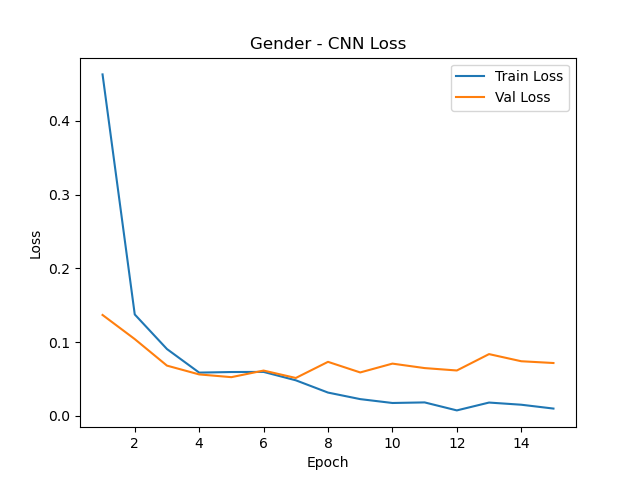 Gender - CNN Loss
Train Loss
Val Loss
0.4
0.3
0.2
0.1
0.0
Loss
2 4 6 8 10 12 14
Epoch